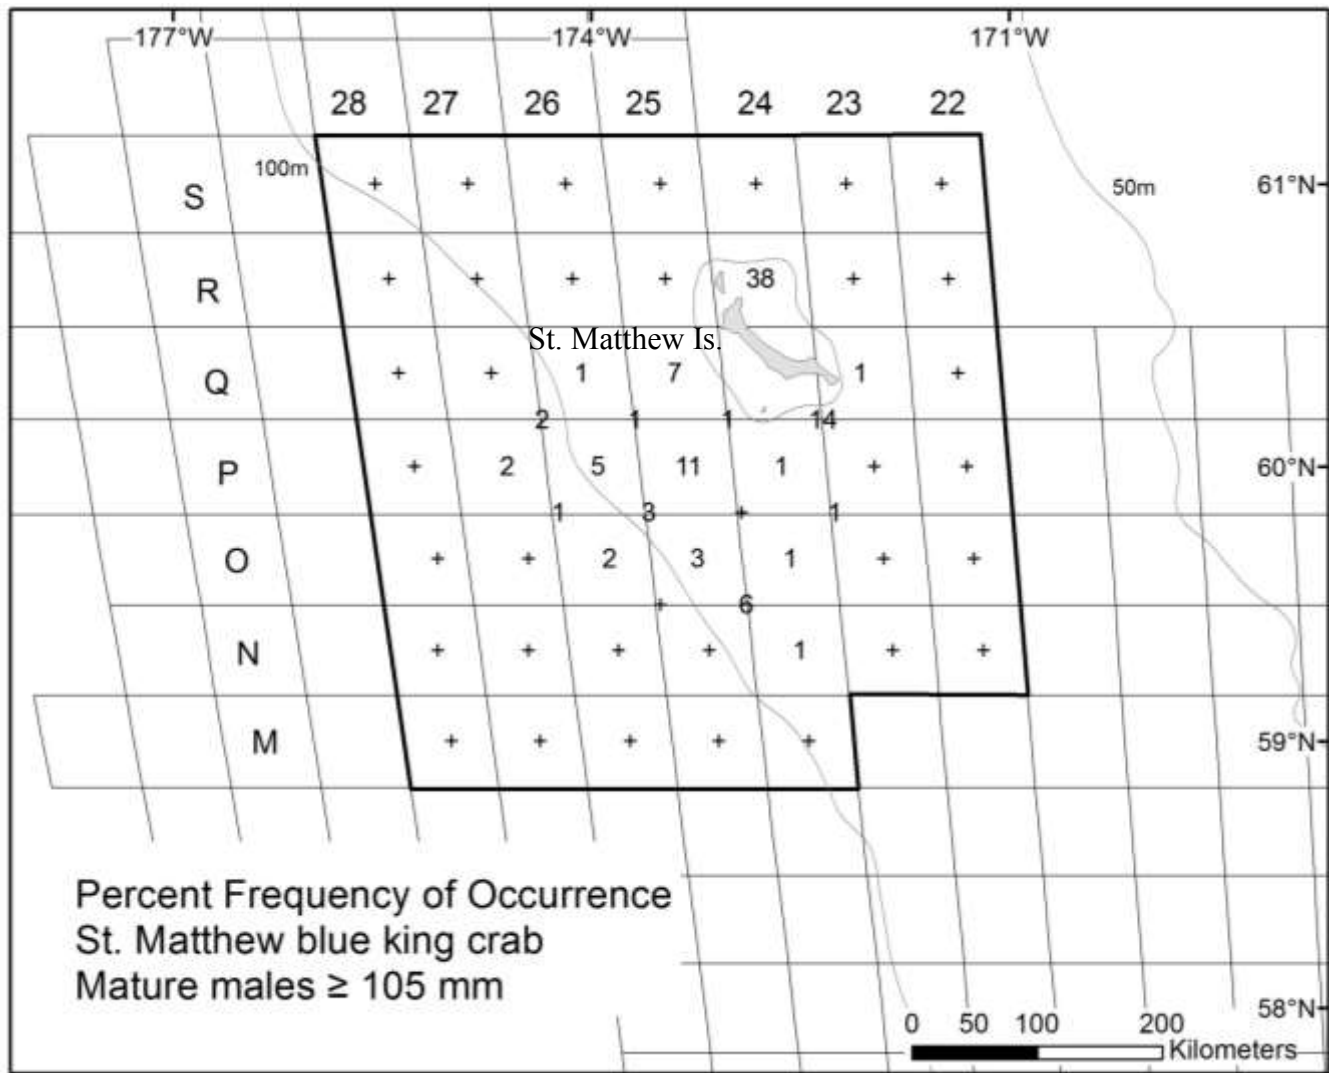 177°W 174°W 171°W
28 27 26 25 24 23 22
100m 50m
S + + + + + + + 61°N
R + + + + 38 + +
St. Matthew Is.
Q + + 1 7 1 +
2 1 1 14
P + 2 5 11 1 + + 60°N
1 3 + 1
O + + 2 3 1 + +
+ 6
N + + + + 1 + +
M + + + + + 59°N
Percent Frequency of Occurrence
St. Matthew blue king crab
Mature males ≥ 105 mm
58°N
0 50 100 200
Kilometers